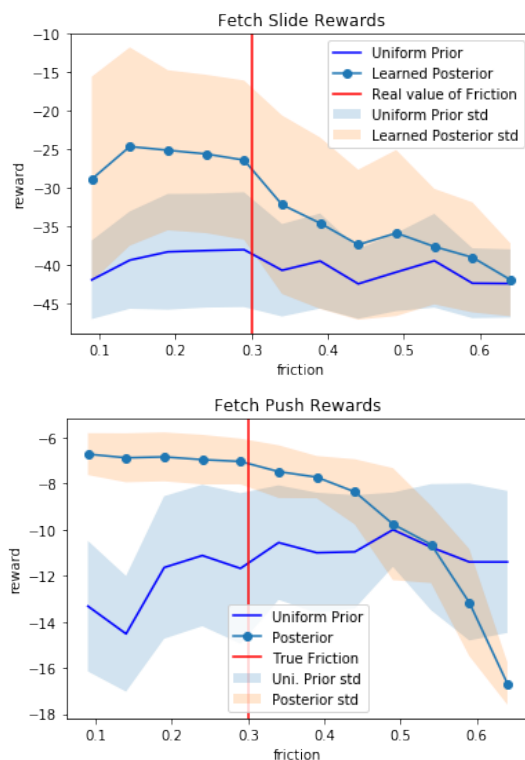 Fetch Slide Rewards
−10
−15
−20
−25
−30
−35
−40
−45
reward
Uniform Prior
Learned Posterior
Real value of Friction
Uniform Prior std
Learned Posterior std
0.1 0.2 0.3 0.4 0.5 0.6
friction
Fetch Push Rewards
−6
−8
−10
−12
−14
−16
−18
reward
Uniform Prior
Posterior
True Friction
Uni. Prior std
Posterior std
0.1 0.2 0.3 0.4 0.5 0.6
friction